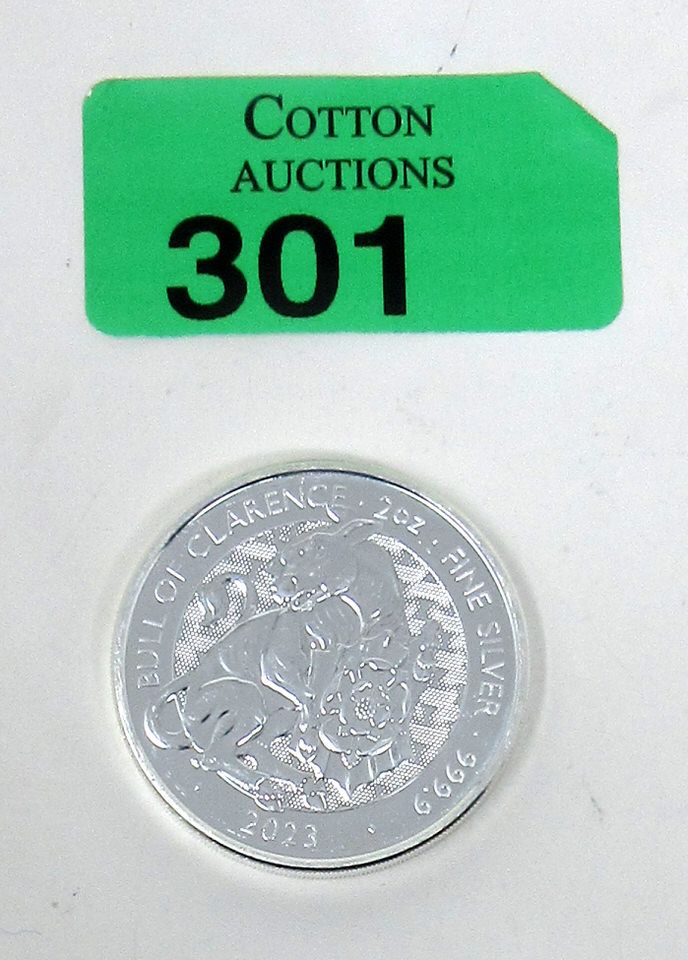 COTTON
AUCTIONS
301
BULL OF CLARENCE 2oz · FINE SILVER · 999.9
2023